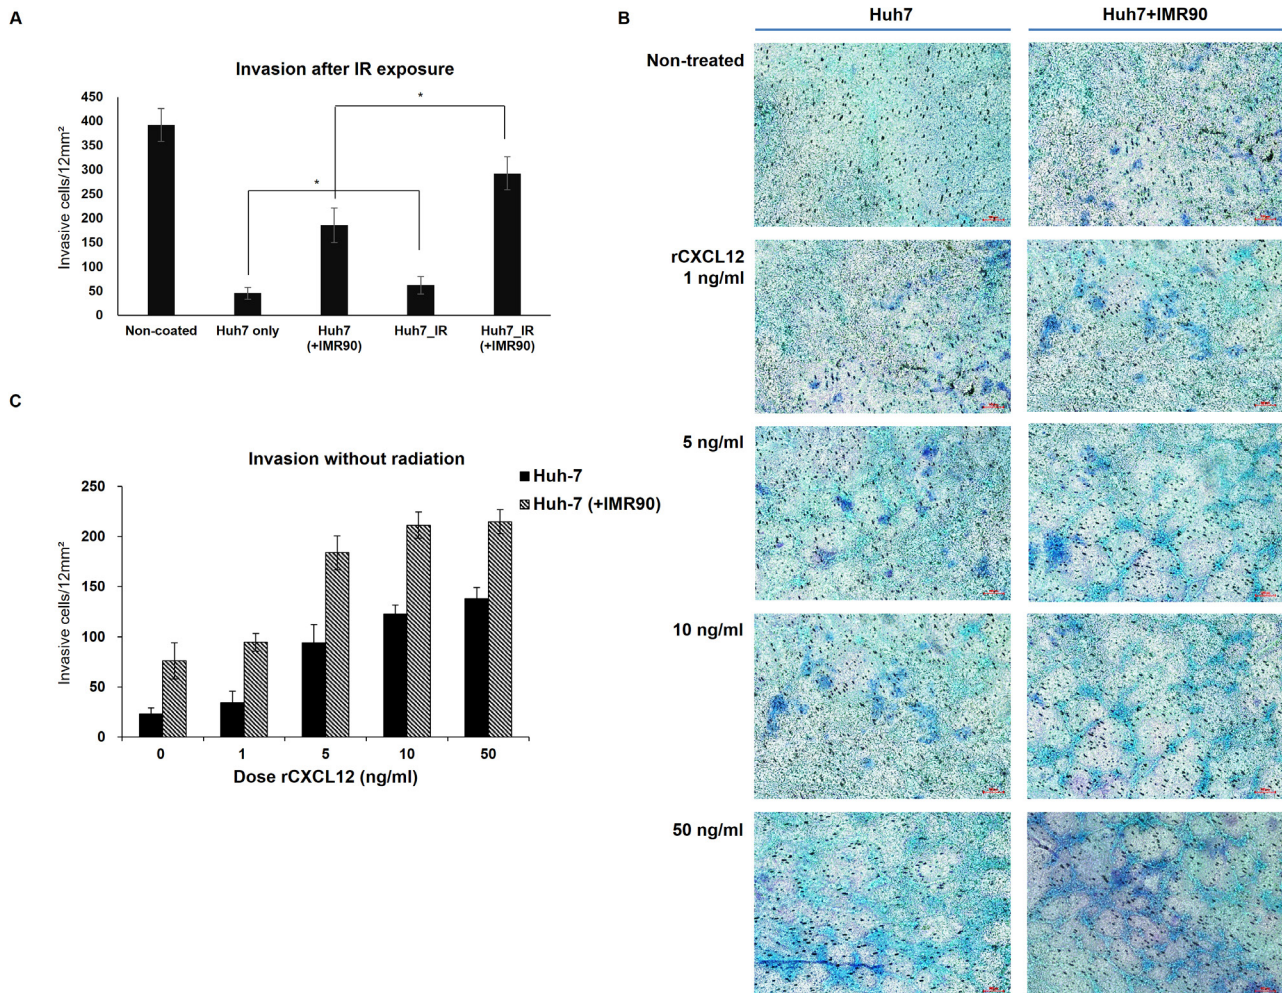 A
Invasion after IR exposure
Invasive cells/12mm²
450
400
350
300
250
200
150
100
50
0
*
*
Non-coated
Huh7 only
Huh7
(+IMR90)
Huh7_IR
Huh7_IR
(+IMR90)
B
Huh7
Huh7+IMR90
Non-treated
rCXCL12
1 ng/ml
5 ng/ml
10 ng/ml
50 ng/ml
C
Invasion without radiation
Huh-7
Huh-7 (+IMR90)
Invasive cells/12mm²
250
200
150
100
50
0
0
1
5
10
50
Dose rCXCL12 (ng/ml)